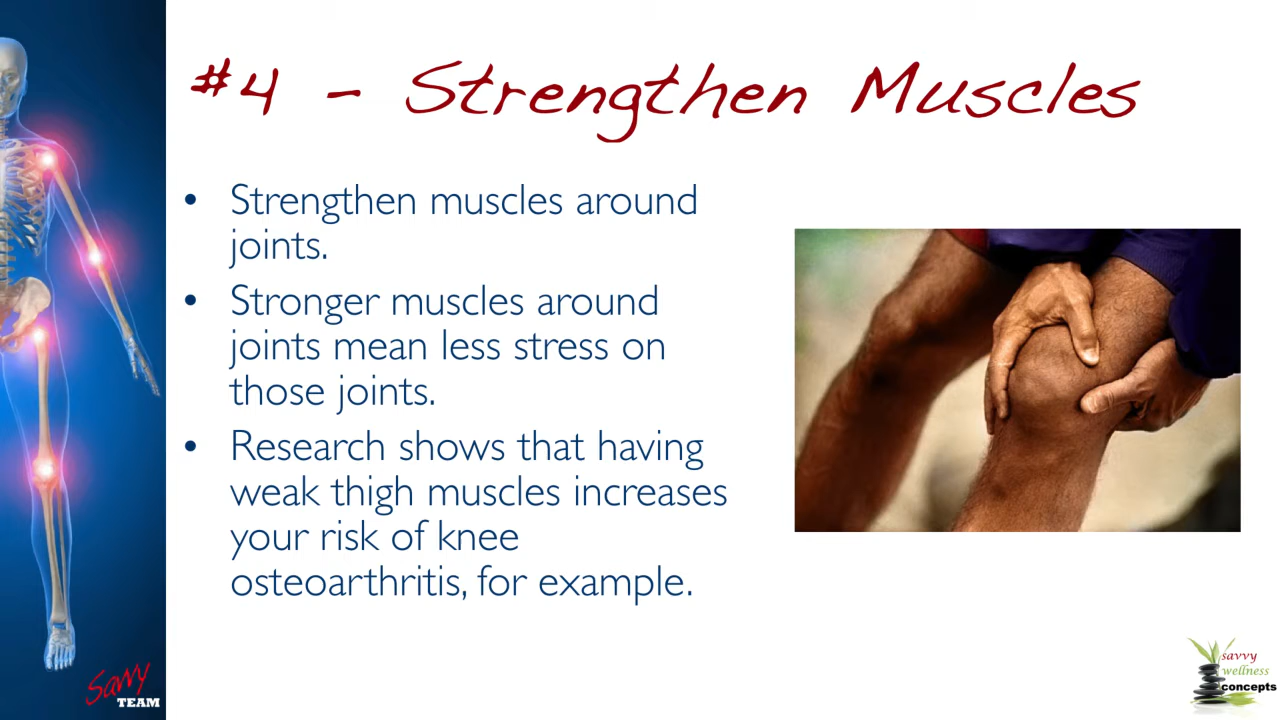 #4 - Strengthen Muscles
• Strengthen muscles around
joints.
• Stronger muscles around
joints mean less stress on
those joints.
• Research shows that having
weak thigh muscles increases
your risk of knee
osteoarthritis, for example.
Savvy
TEAM
savvy
wellness
concepts